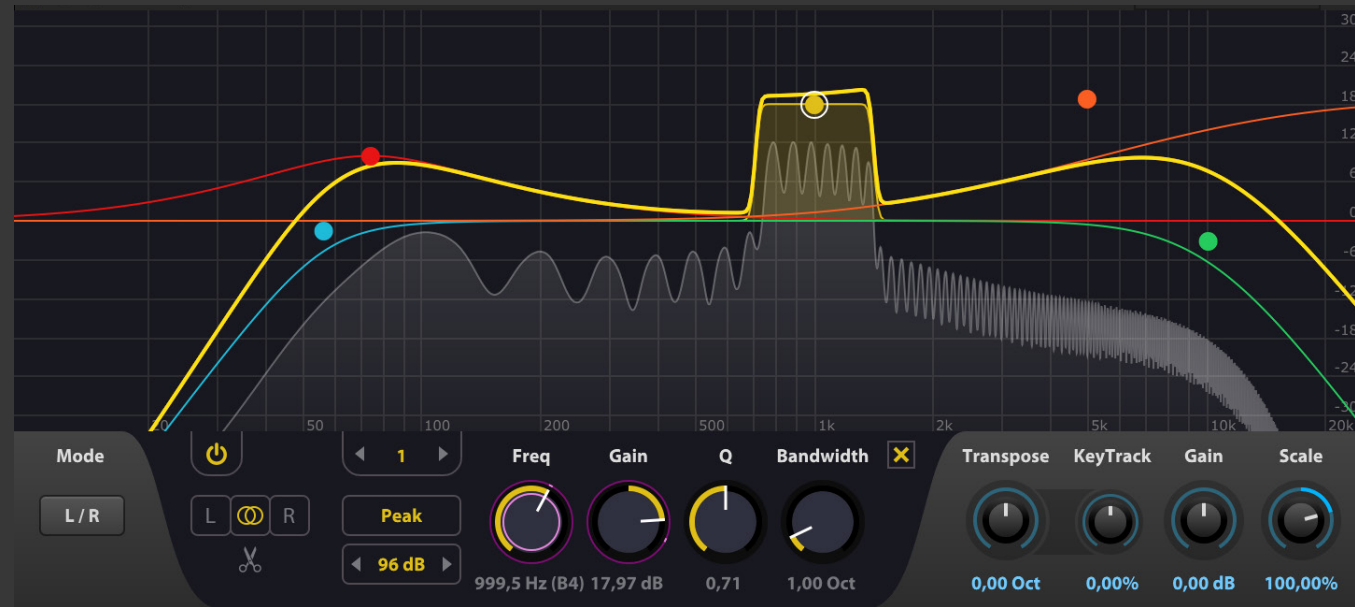 30
24
18
12
6
0
-6
-12
-18
-24
-30
20 50 100 200 500 1k 2k 5k 10k 20k
Mode
1
Freq Gain Q Bandwidth
Transpose KeyTrack Gain Scale
L / R
L R
Peak
96 dB
999,5 Hz (B4) 17,97 dB 0,71 1,00 Oct
0,00 Oct 0,00% 0,00 dB 100,00%